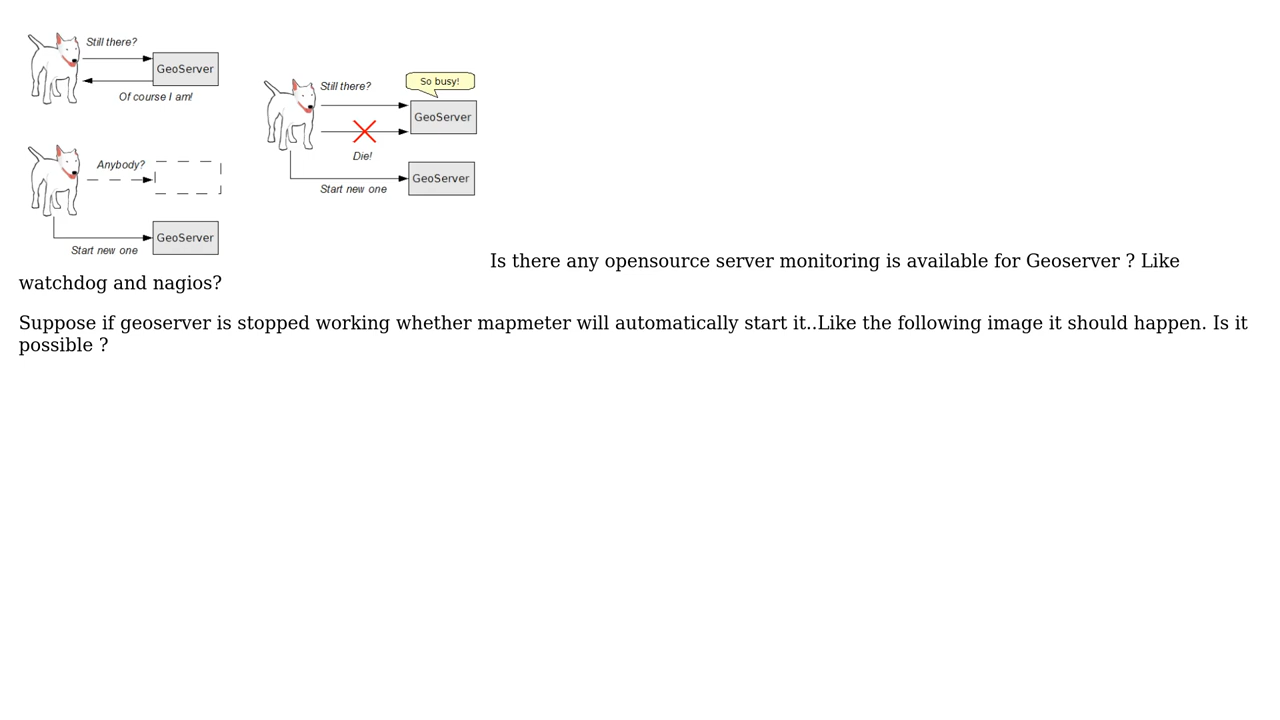 Still there?
GeoServer
Of course I am!
Still there?
So busy!
GeoServer
Die!
GeoServer
Start new one
Anybody?
GeoServer
Start new one
Is there any opensource server monitoring is available for Geoserver ? Like
watchdog and nagios?
Suppose if geoserver is stopped working whether mapmeter will automatically start it..Like the following image it should happen. Is it
possible ?